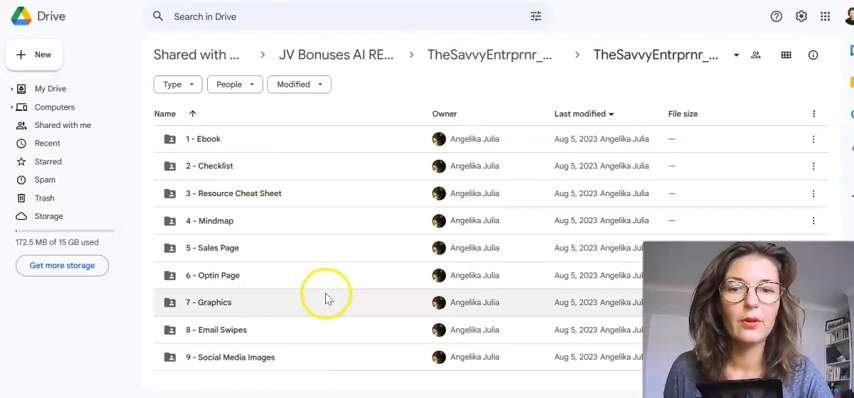 Drive
Search in Drive
New
My Drive
Computers
Shared with me
Recent
Starred
Spam
Trash
Storage
172.5 MB of 15 GB used
Get more storage
Shared with ... > JV Bonuses AI RE... > TheSavvyEntrprnr_... > TheSavvyEntrprnr_...
Type People Modified
Name Owner Last modified File size
1 - Ebook Angelika Julia Aug 5, 2023 Angelika Julia —
2 - Checklist Angelika Julia Aug 5, 2023 Angelika Julia —
3 - Resource Cheat Sheet Angelika Julia Aug 5, 2023 Angelika Julia —
4 - Mindmap Angelika Julia Aug 5, 2023 Angelika Julia —
5 - Sales Page Angelika Julia Aug 5, 2023 Angelika
6 - Optin Page Angelika Julia Aug 5, 2023 Angelika
7 - Graphics Angelika Julia Aug 5, 2023 Angelika
8 - Email Swipes Angelika Julia Aug 5, 2023 Angelika
9 - Social Media Images Angelika Julia Aug 5, 2023 Angelika